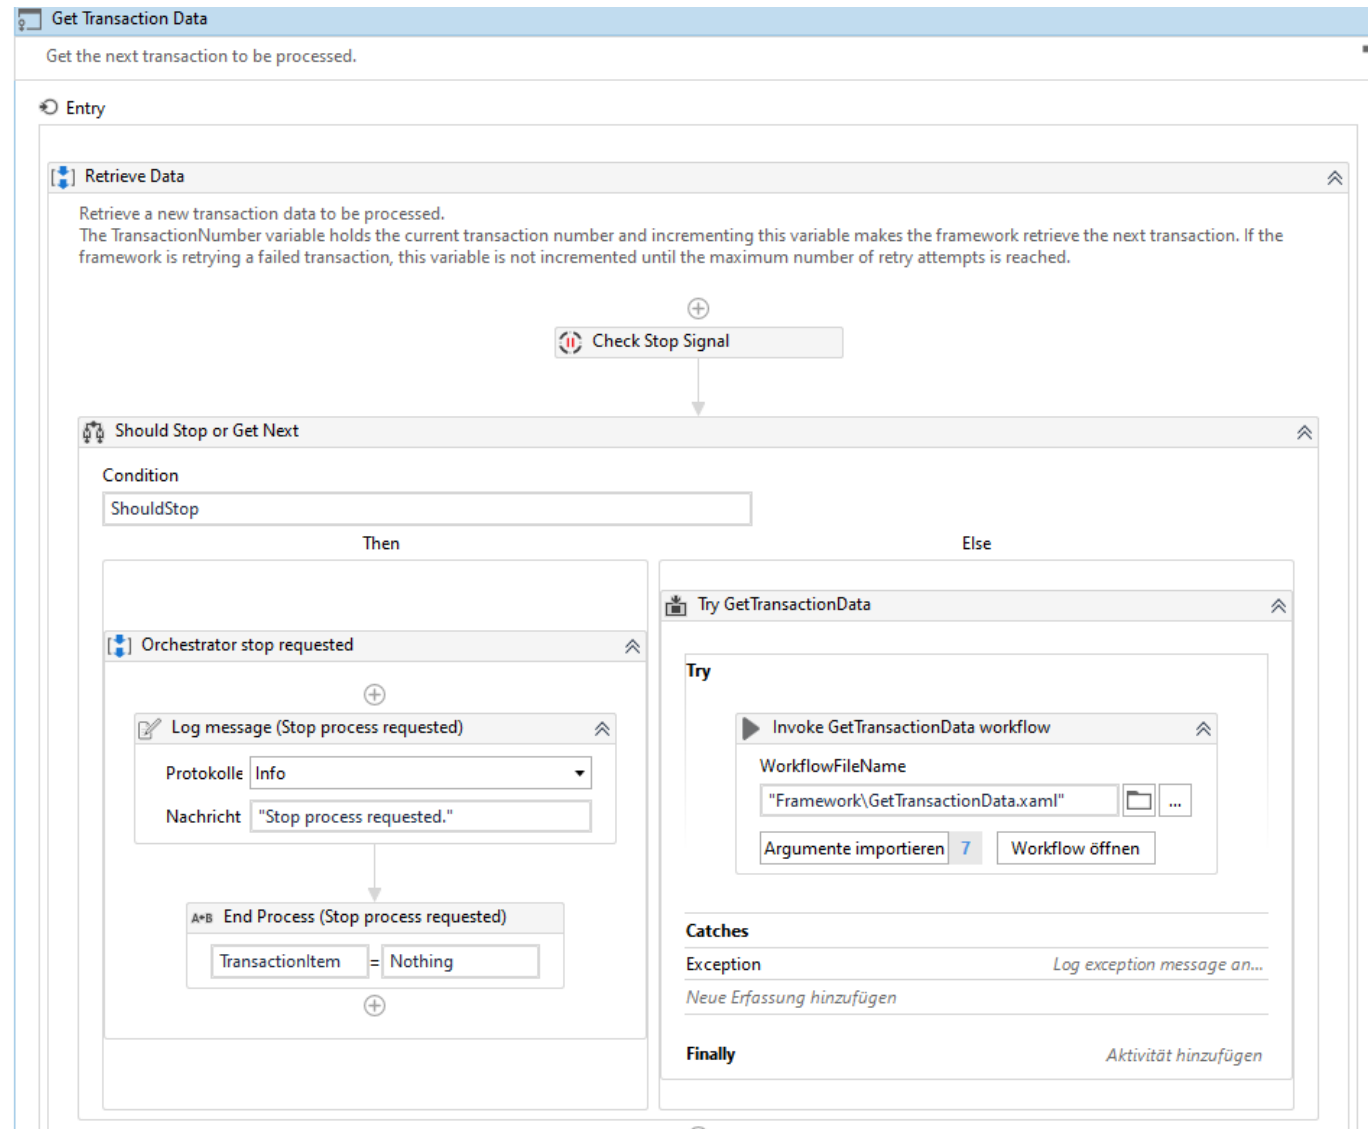 Get Transaction Data
Get the next transaction to be processed.
Entry
Retrieve Data
Retrieve a new transaction data to be processed.
The TransactionNumber variable holds the current transaction number and incrementing this variable makes the framework retrieve the next transaction. If the
framework is retrying a failed transaction, this variable is not incremented until the maximum number of retry attempts is reached.
Check Stop Signal
Should Stop or Get Next
Condition
ShouldStop
Then
Else
Orchestrator stop requested
Log message (Stop process requested)
Protokolle Info
Nachricht "Stop process requested."
A*B End Process (Stop process requested)
TransactionItem = Nothing
Try GetTransactionData
Try
Invoke GetTransactionData workflow
WorkflowFileName
"Framework\GetTransactionData.xaml" ...
Argumente importieren 7 Workflow öffnen
Catches
Exception Log exception message an...
Neue Erfassung hinzufügen
Finally Aktivität hinzufügen